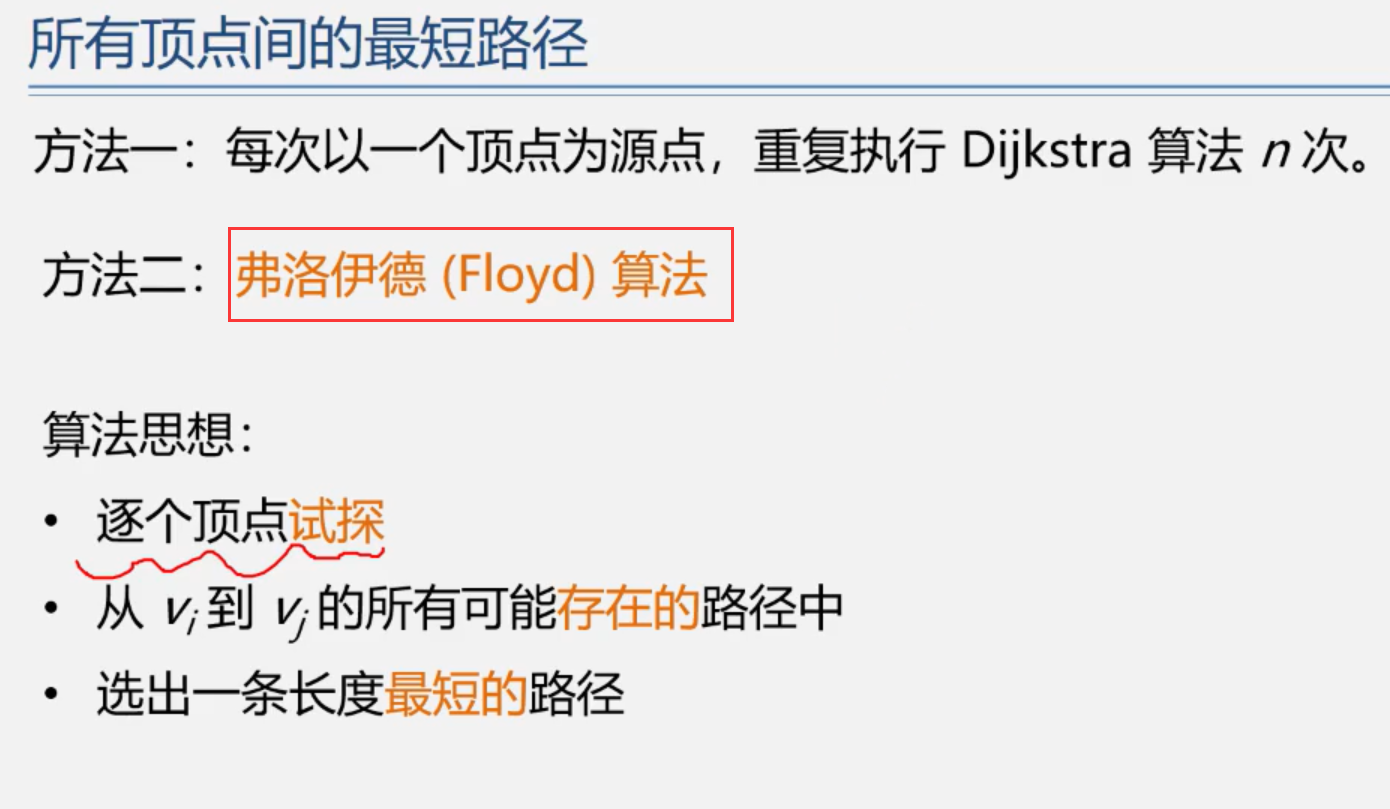 所有顶点间的最短路径
方法一：每次以一个顶点为源点，重复执行 Dijkstra 算法 n 次。
方法二：弗洛伊德 (Floyd) 算法
算法思想：
• 逐个顶点试探
• 从 vi 到 vj 的所有可能存在的路径中
• 选出一条长度最短的路径